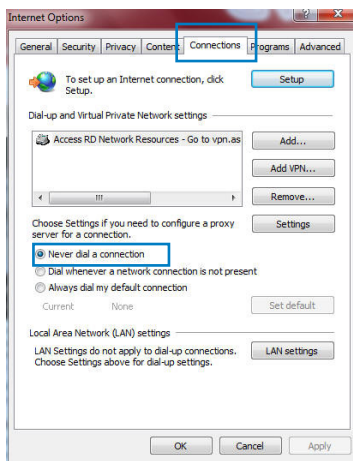 Internet Options
General Security Privacy Content Connections Programs Advanced
To set up an Internet connection, click
Setup.
Setup
Dial-up and Virtual Private Network settings
Access RD Network Resources - Go to vpn.as
Add...
Add VPN...
Remove...
Choose Settings if you need to configure a proxy
server for a connection.
Settings
Never dial a connection
Dial whenever a network connection is not present
Always dial my default connection
Current None
Set default
Local Area Network (LAN) settings
LAN Settings do not apply to dial-up connections.
Choose Settings above for dial-up settings.
LAN settings
OK Cancel Apply